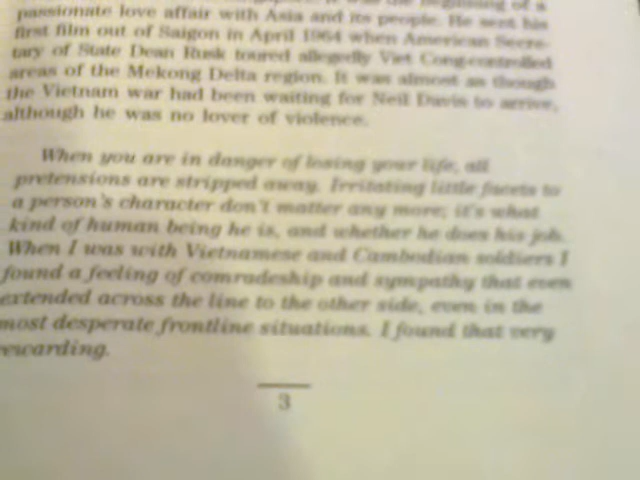 It was the beginning of a
passionate love affair with Asia and its people. He sent his
first film out of Saigon in April 1964 when American Secre-
tary of State Dean Rusk toured allegedly Viet Cong-controlled
areas of the Mekong Delta region. It was almost as though
the Vietnam war had been waiting for Neil Davis to arrive,
although he was no lover of violence.
When you are in danger of losing your life, all
pretensions are stripped away. Irritating little facets to
a person's character don't matter any more; it's what
kind of human being he is, and whether he does his job.
When I was with Vietnamese and Cambodian soldiers I
found a feeling of comradeship and sympathy that even
extended across the line to the other side, even in the
most desperate frontline situations. I found that very
rewarding.
3